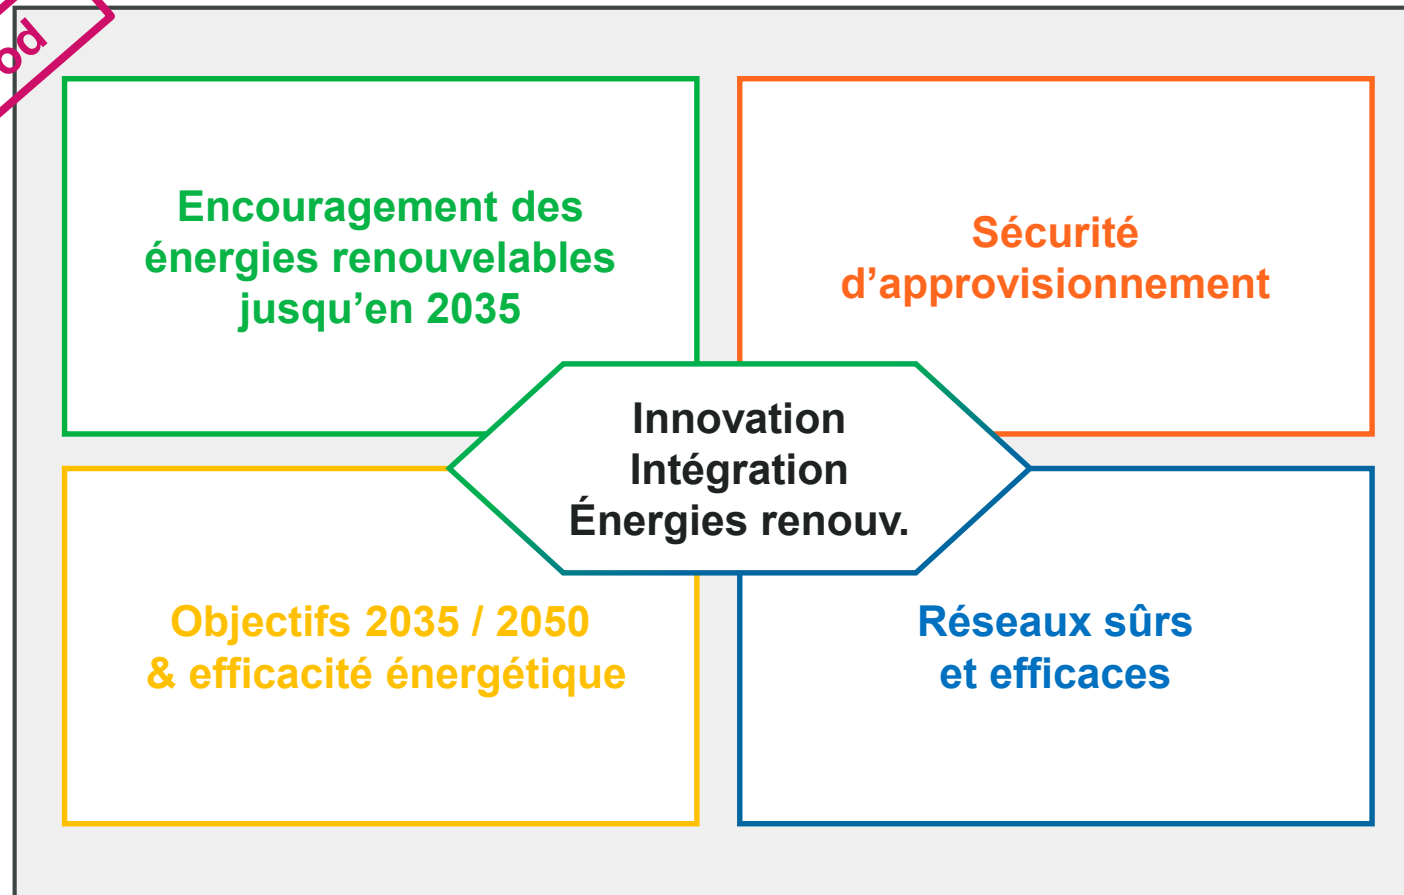 Encouragement des
énergies renouvelables
jusqu’en 2035
Sécurité
d’approvisionnement
Innovation
Intégration
Énergies renouv.
Objectifs 2035 / 2050
& efficacité énergétique
Réseaux sûrs
et efficaces